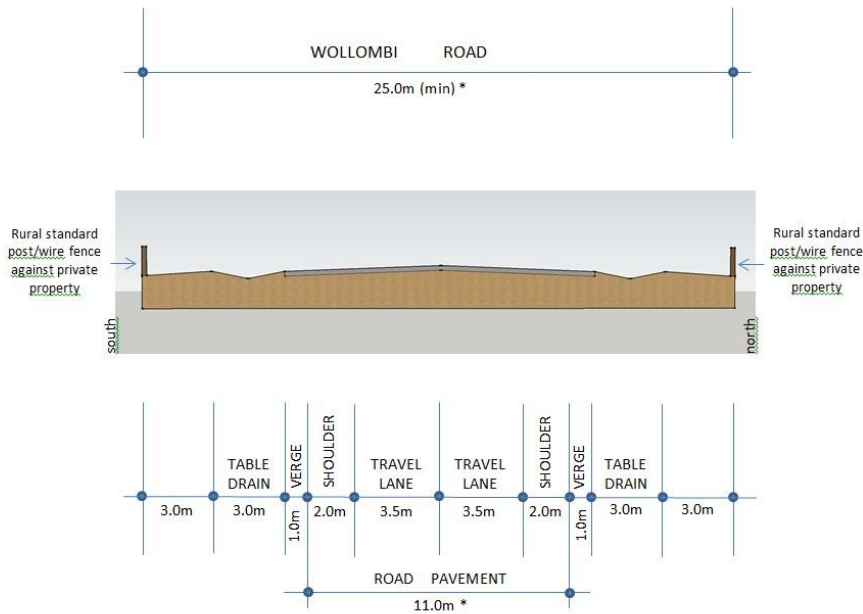 WOLLOMBI ROAD
25.0m (min) *
Rural standard
post/wire fence
against private
property
Rural standard
post/wire fence
against private
property
south
north
TABLE
DRAIN
VERGE
SHOULDER
TRAVEL
LANE
TRAVEL
LANE
SHOULDER
VERGE
TABLE
DRAIN
3.0m
3.0m
1.0m
2.0m
3.5m
3.5m
2.0m
1.0m
3.0m
3.0m
ROAD PAVEMENT
11.0m *